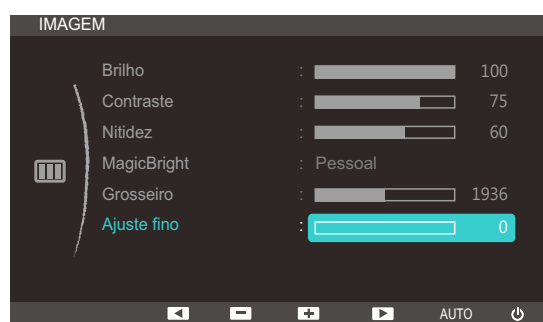 IMAGEM
Brilho : 100
Contraste : 75
Nitidez : 60
MagicBright : Pessoal
Grosseiro : 1936
Ajuste fino : 0
AUTO